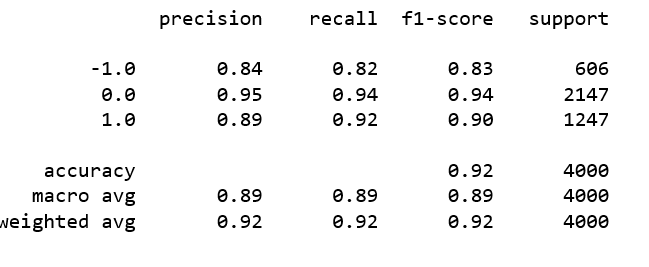 precision recall f1-score support
-1.0 0.84 0.82 0.83 606
0.0 0.95 0.94 0.94 2147
1.0 0.89 0.92 0.90 1247
accuracy 0.92 4000
macro avg 0.89 0.89 0.89 4000
weighted avg 0.92 0.92 0.92 4000